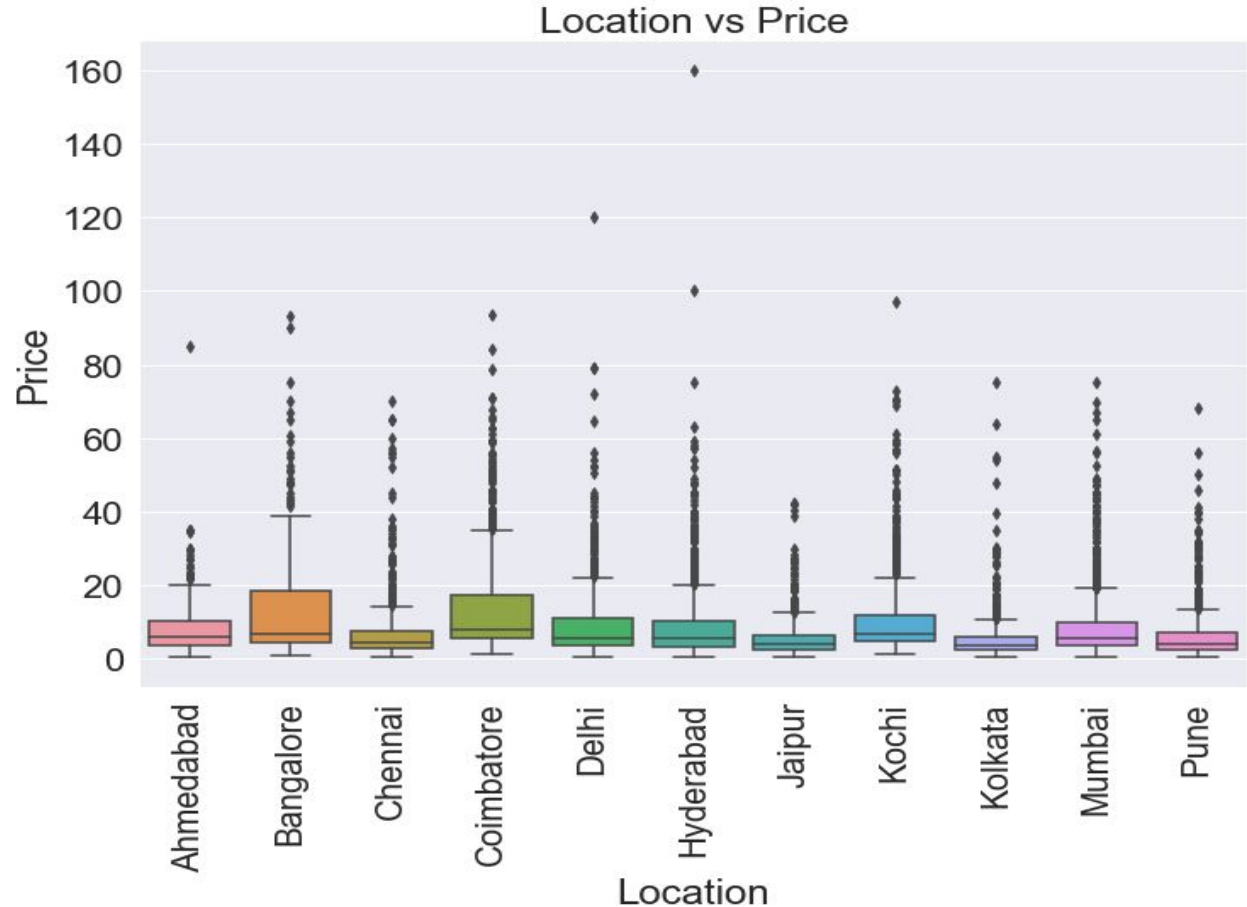 Location vs Price
160
140
120
100
80
60
40
20
0
Price
Ahmedabad
Bangalore
Chennai
Coimbatore
Delhi
Hyderabad
Jaipur
Kochi
Kolkata
Mumbai
Pune
Location